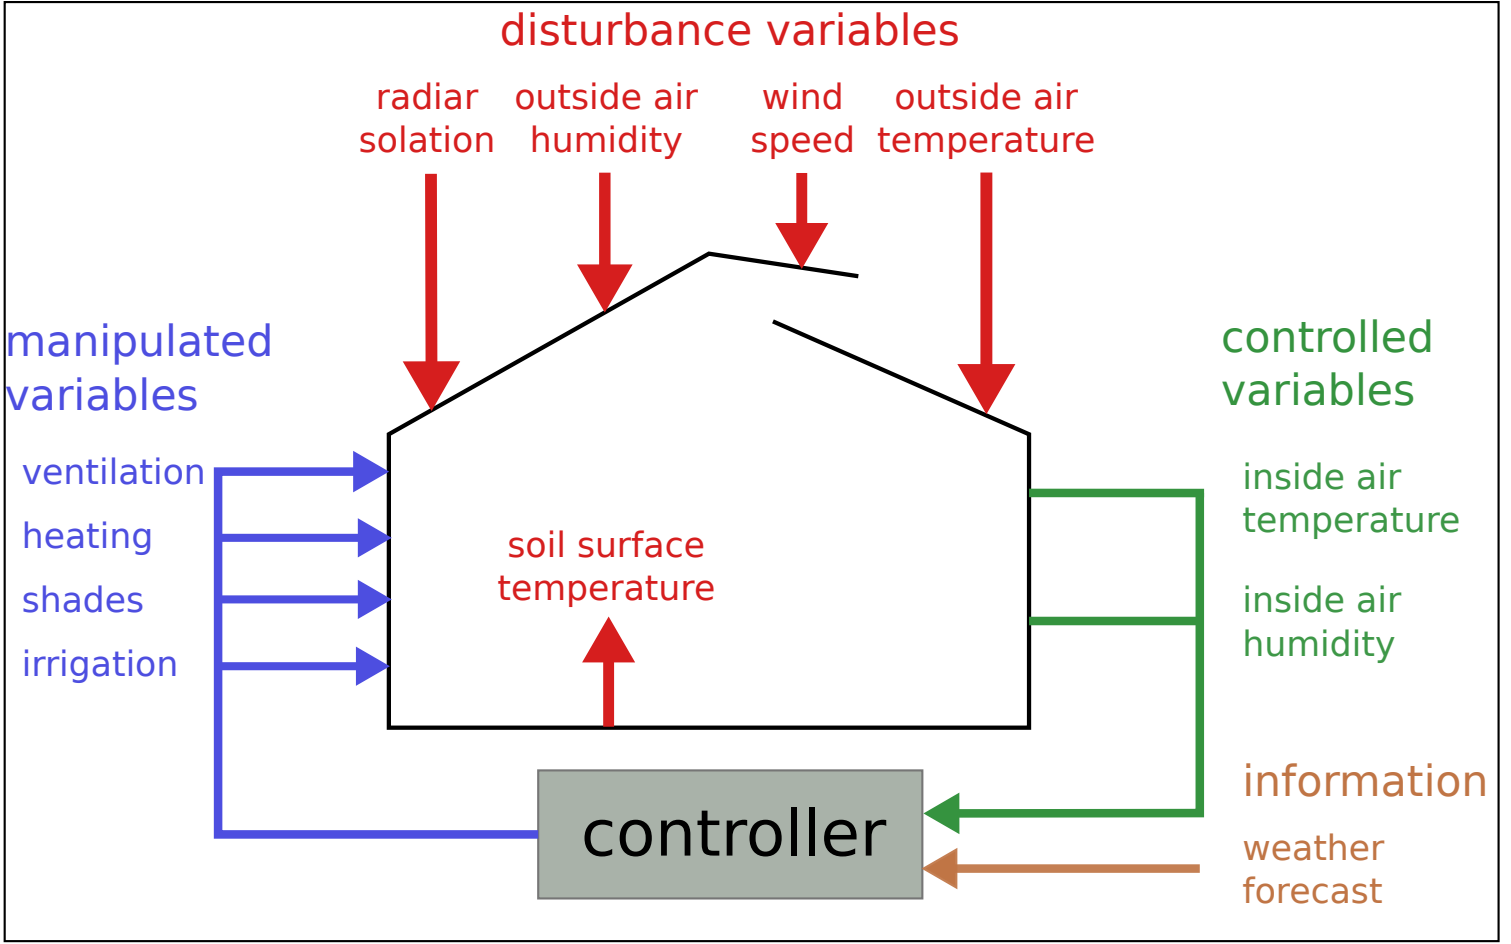 disturbance variables
radiar
solation
outside air
humidity
wind
speed
outside air
temperature
manipulated
variables
ventilation
heating
shades
irrigation
soil surface
temperature
controlled
variables
inside air
temperature
inside air
humidity
controller
information
weather
forecast